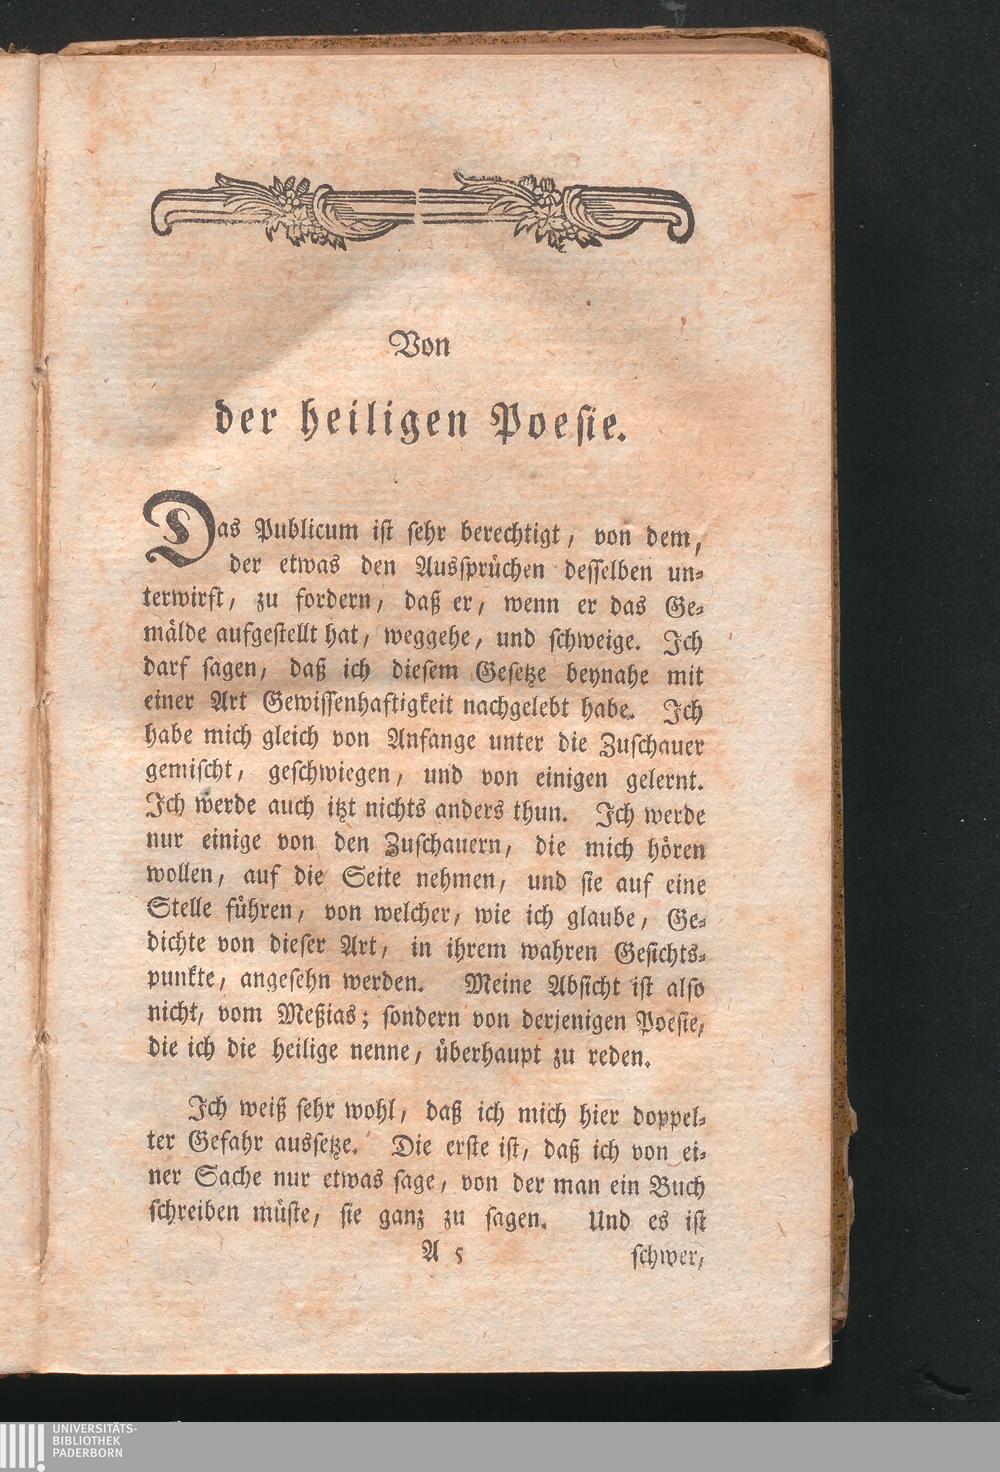 Von
der heiligen Poeſie.
Das Publicum iſt ſehr berechtigt, von dem,
der etwas den Ausſprüchen deſſelben un⸗
terwirft, zu fordern, daß er, wenn er das Ge⸗
mälde aufgeſtellt hat, weggehe, und ſchweige. Ich
darf ſagen, daß ich dieſem Geſetze beynahe mit
einer Art Gewiſſenhaftigkeit nachgelebt habe. Ich
habe mich gleich von Anfange unter die Zuſchauer
gemiſcht, geſchwiegen, und von einigen gelernt.
Ich werde auch itzt nichts anders thun. Ich werde
nur einige von den Zuſchauern, die mich hören
wollen, auf die Seite nehmen, und ſie auf eine
Stelle führen, von welcher, wie ich glaube, Ge⸗
dichte von dieſer Art, in ihrem wahren Geſichts⸗
punkte, angeſehn werden. Meine Abſicht iſt alſo
nicht, vom Meßias; ſondern von derjenigen Poeſie,
die ich die heilige nenne, überhaupt zu reden.
Ich weiß ſehr wohl, daß ich mich hier doppel⸗
ter Gefahr ausſetze. Die erſte iſt, daß ich von ei⸗
ner Sache nur etwas ſage, von der man ein Buch
ſchreiben müſte, ſie ganz zu ſagen. Und es iſt
A 5 ſchwer,
UNIVERSITÄTS-
BIBLIOTHEK
PADERBORN